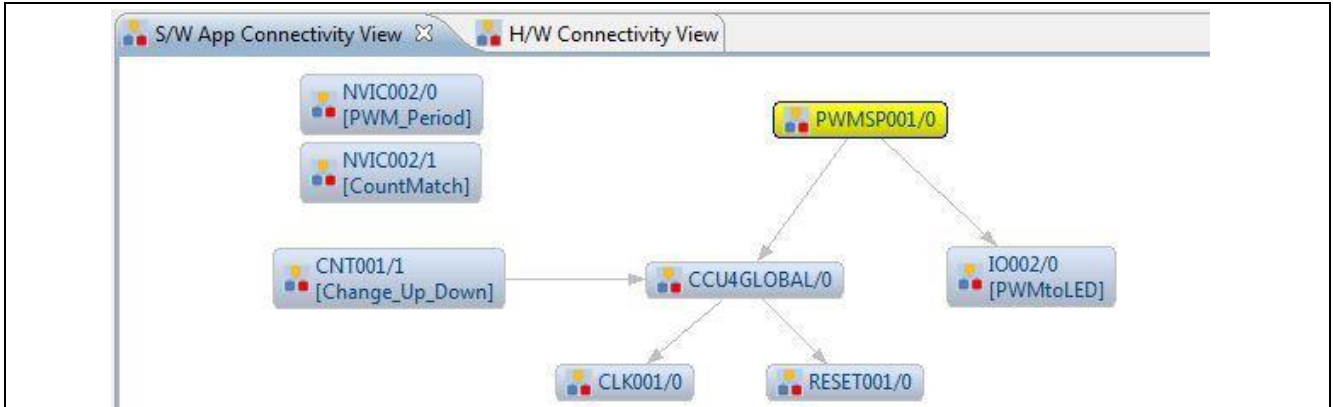 S/W App Connectivity View
H/W Connectivity View
NVIC002/0
[PWM_Period]
PWMSP001/0
NVIC002/1
[CountMatch]
CNT001/1
[Change_Up_Down]
CCU4GLOBAL/0
IO002/0
[PWMtoLED]
CLK001/0
RESET001/0